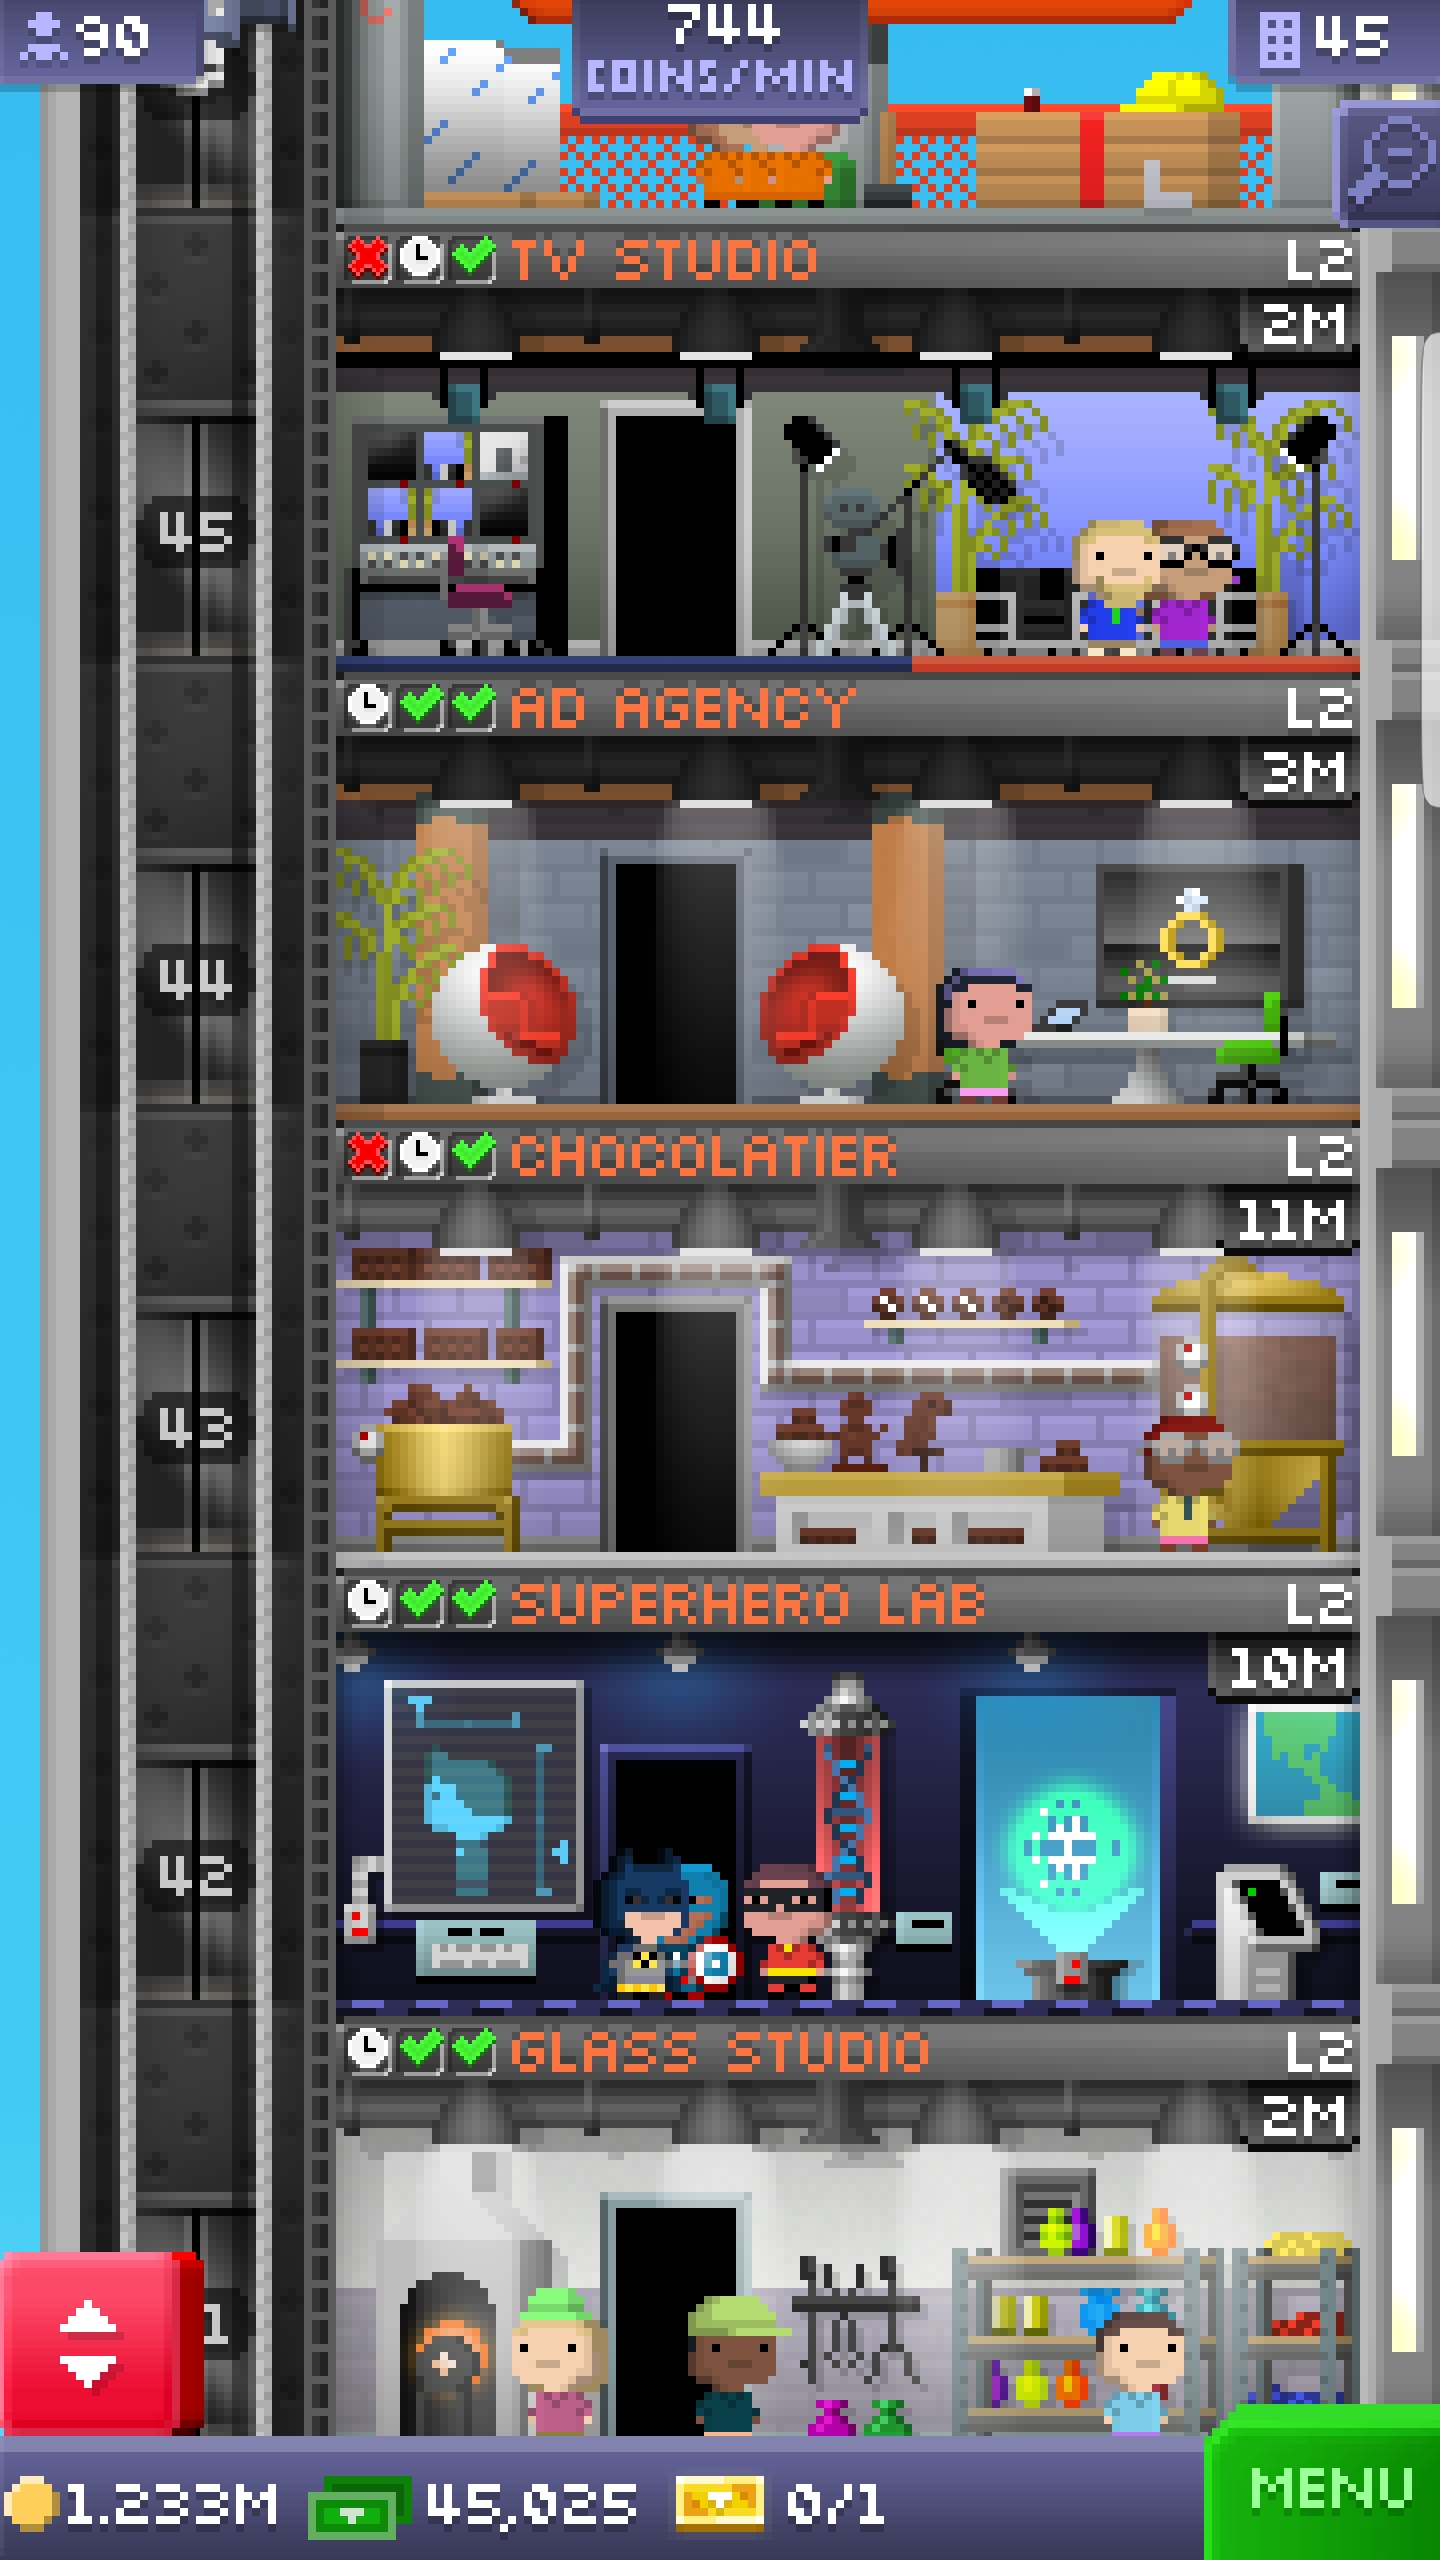 90
744
COINS/MIN
45
TV STUDIO L2
2M
45
AD AGENCY L2
3M
44
CHOCOLATIER L2
11M
43
SUPERHERO LAB L2
10M
42
GLASS STUDIO L2
2M
1
1.233M 45,025 0/1
MENU